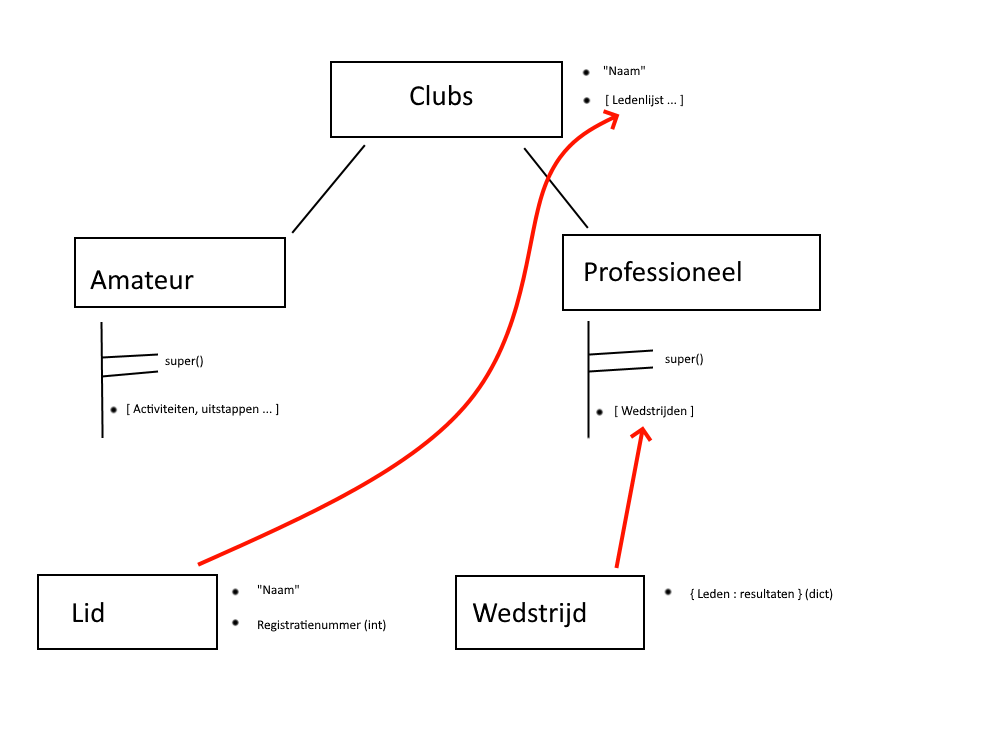 Clubs
"Naam"
[ Ledenlijst ... ]
Amateur
Professioneel
super()
super()
[ Activiteiten, uitstappen ... ]
[ Wedstrijden ]
Lid
"Naam"
Registratienummer (int)
Wedstrijd
{ Leden : resultaten } (dict)